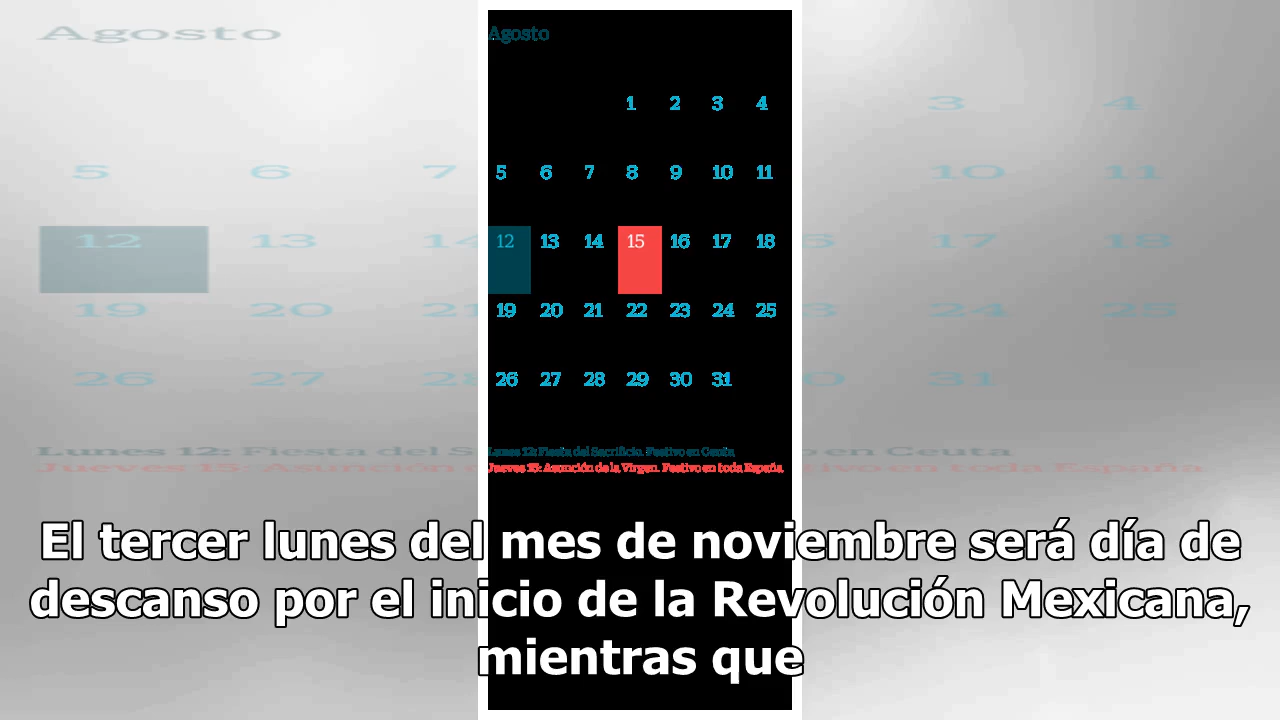 Agosto
1 2 3 4
5 6 7 8 9 10 11
12 13 14 15 16 17 18
19 20 21 22 23 24 25
26 27 28 29 30 31
Lunes 12: Fiesta del Sacrificio. Festivo en Ceuta
Jueves 15: Asunción de la Virgen. Festivo en toda España
El tercer lunes del mes de noviembre será día de
descanso por el inicio de la Revolución Mexicana,
mientras que